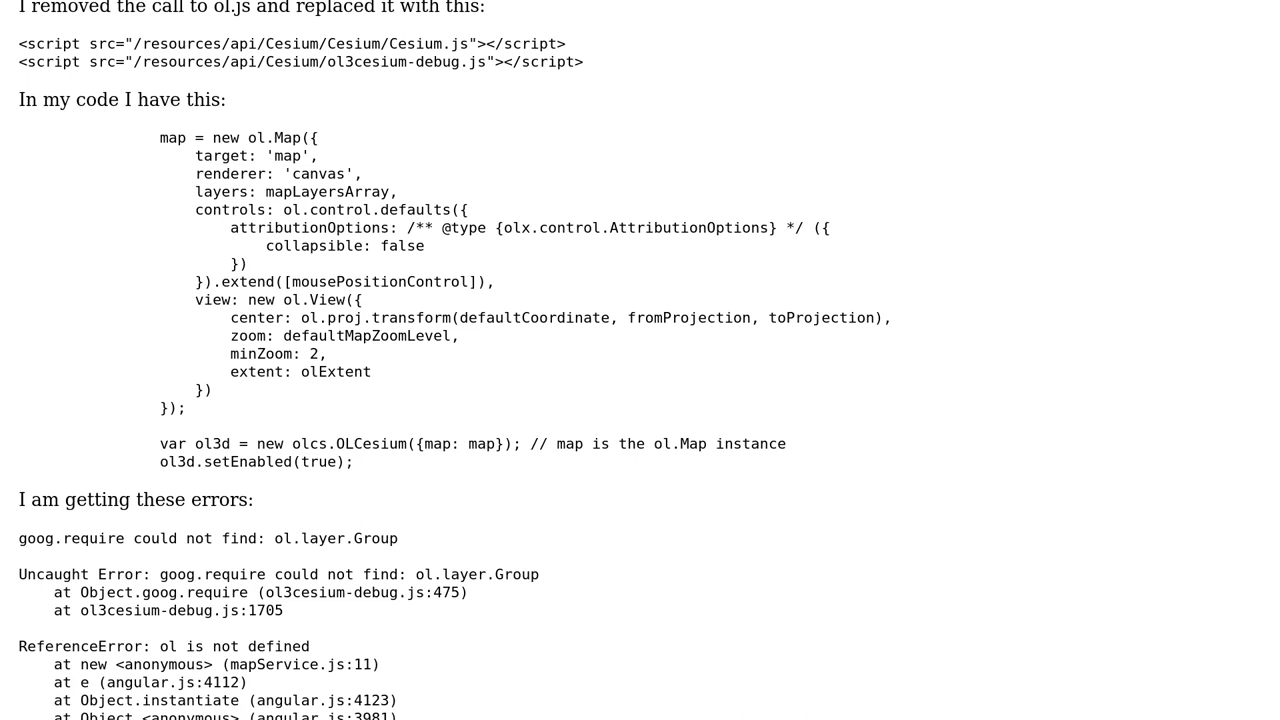 I removed the call to ol.js and replaced it with this:
<script src="/resources/api/Cesium/Cesium/Cesium.js"></script>
<script src="/resources/api/Cesium/ol3cesium-debug.js"></script>
In my code I have this:
map = new ol.Map({
target: 'map',
renderer: 'canvas',
layers: mapLayersArray,
controls: ol.control.defaults({
attributionOptions: /** @type {olx.control.AttributionOptions} */ ({
collapsible: false
})
}).extend([mousePositionControl]),
view: new ol.View({
center: ol.proj.transform(defaultCoordinate, fromProjection, toProjection),
zoom: defaultMapZoomLevel,
minZoom: 2,
extent: olExtent
})
});
var ol3d = new olcs.OLCesium({map: map}); // map is the ol.Map instance
ol3d.setEnabled(true);
I am getting these errors:
goog.require could not find: ol.layer.Group
Uncaught Error: goog.require could not find: ol.layer.Group
at Object.goog.require (ol3cesium-debug.js:475)
at ol3cesium-debug.js:1705
ReferenceError: ol is not defined
at new <anonymous> (mapService.js:11)
at e (angular.js:4112)
at Object.instantiate (angular.js:4123)
at Object.<anonymous> (angular.js:3981)